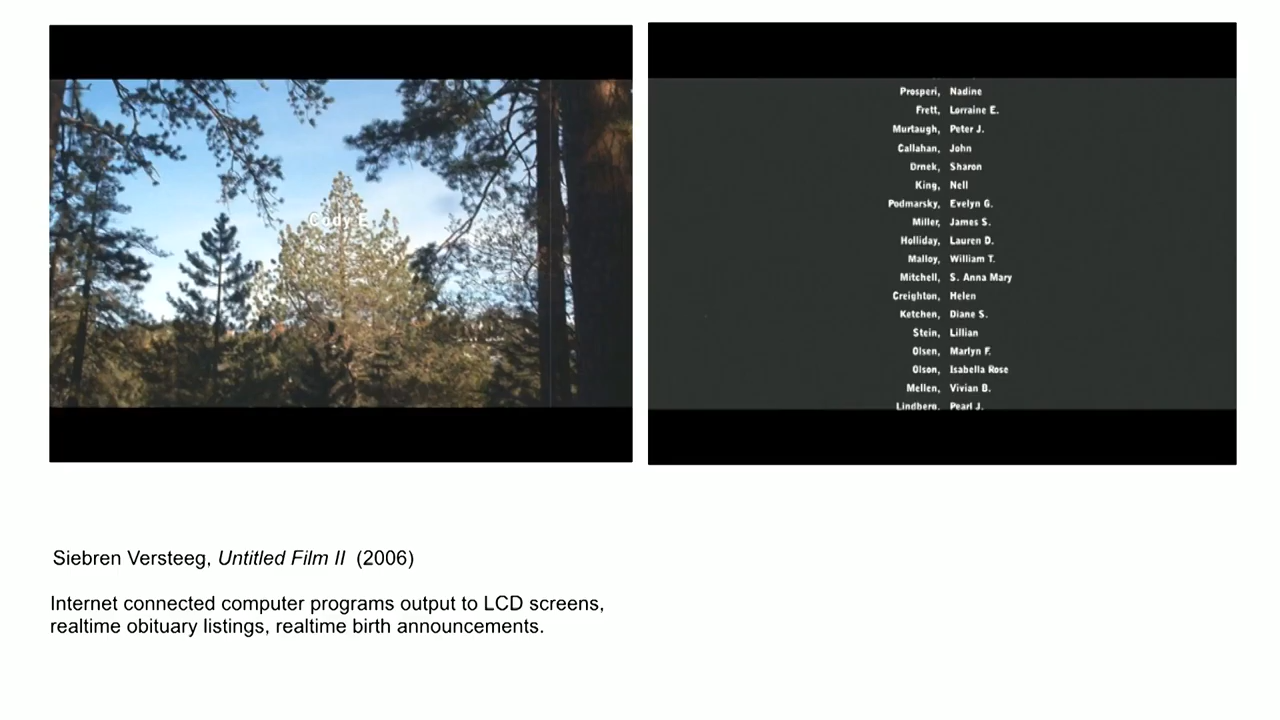 Cody E.
Prosperi, Nadine
Frett, Lorraine E.
Murtaugh, Peter J.
Callahan, John
Drnek, Sharon
King, Nell
Podmarsky, Evelyn G.
Miller, James S.
Holliday, Lauren D.
Malloy, William T.
Mitchell, S. Anna Mary
Creighton, Helen
Ketchen, Diane S.
Stein, Lillian
Olsen, Marlyn F.
Olson, Isabella Rose
Mellen, Vivian B.
Lindberg, Pearl J.
Siebren Versteeg, Untitled Film II (2006)
Internet connected computer programs output to LCD screens,
realtime obituary listings, realtime birth announcements.